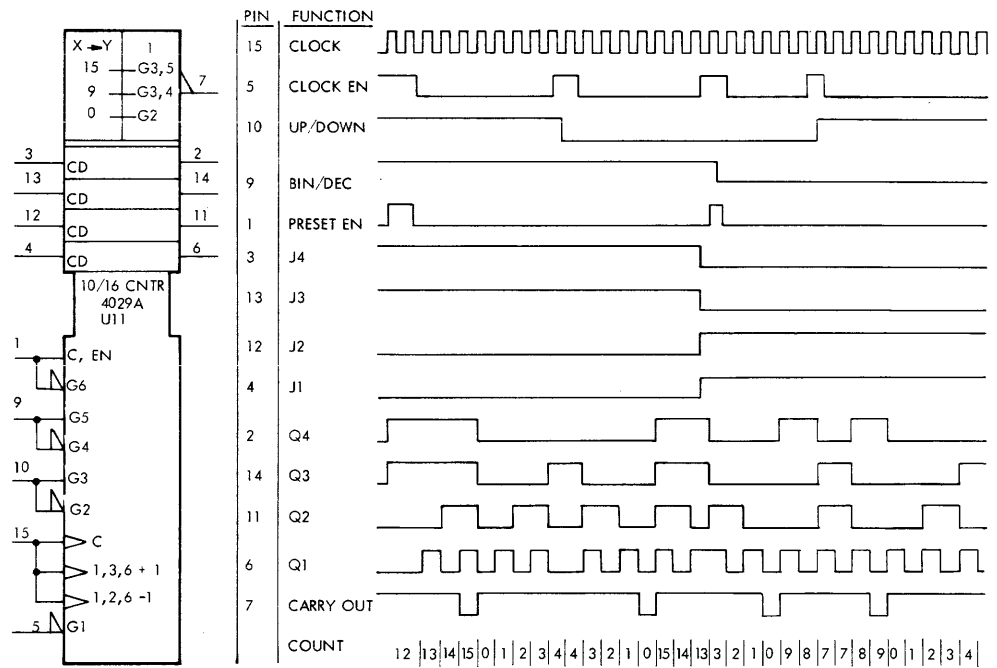 PIN FUNCTION
X→Y 1
15 G3,5
9 G3,4
0 G2
7
3 CD 2
13 CD 14
12 CD 11
4 CD 6
10/16 CNTR
4029A
U11
1 C, EN
G6
9 G5
G4
10 G3
G2
15 C
1,3,6 + 1
1,2,6 -1
5 G1
15 CLOCK
5 CLOCK EN
10 UP/DOWN
9 BIN/DEC
1 PRESET EN
3 J4
13 J3
12 J2
4 J1
2 Q4
14 Q3
11 Q2
6 Q1
7 CARRY OUT
COUNT 12 13 14 15 0 1 2 3 4 4 3 2 1 0 15 14 13 3 2 1 0 9 8 7 7 8 9 0 1 2 3 4